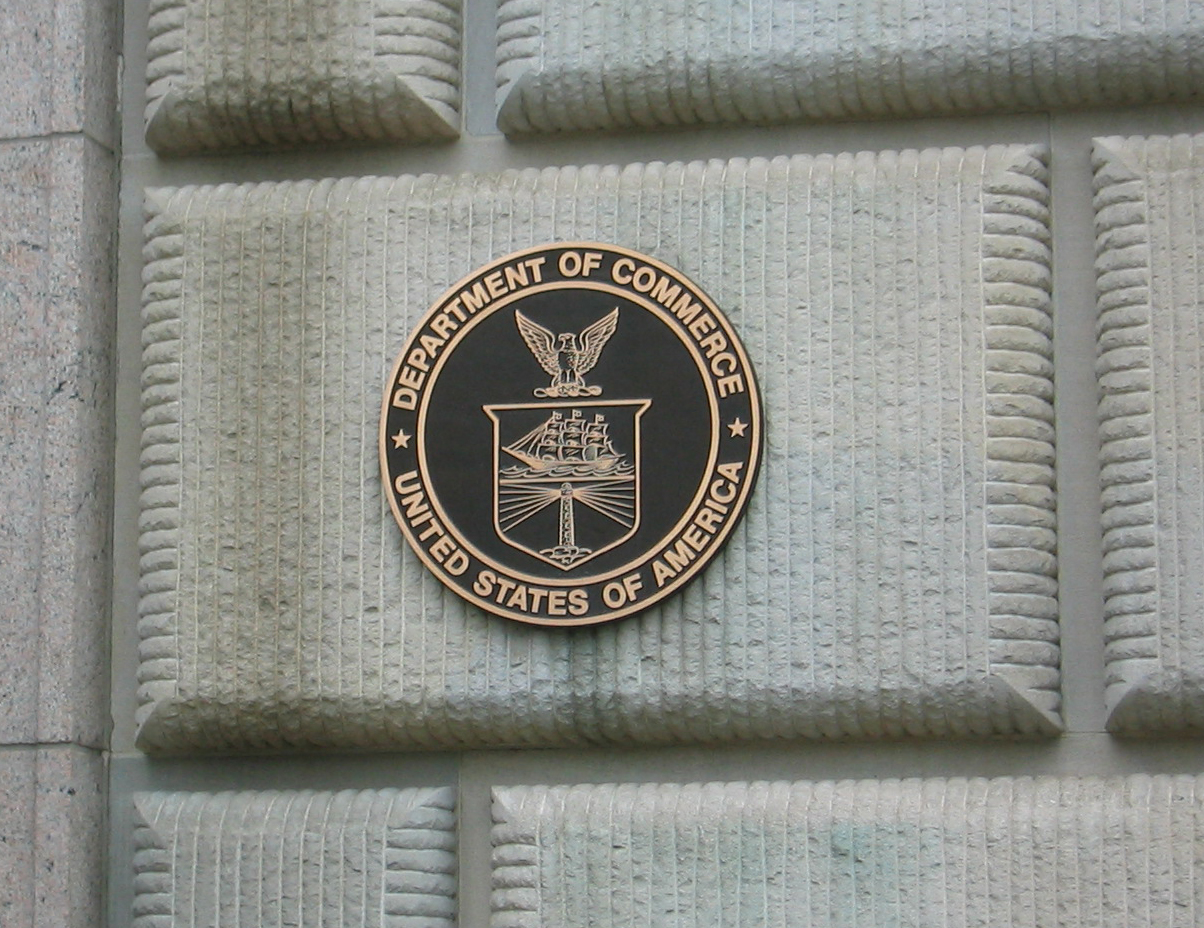 DEPARTMENT OF COMMERCE
UNITED STATES OF AMERICA